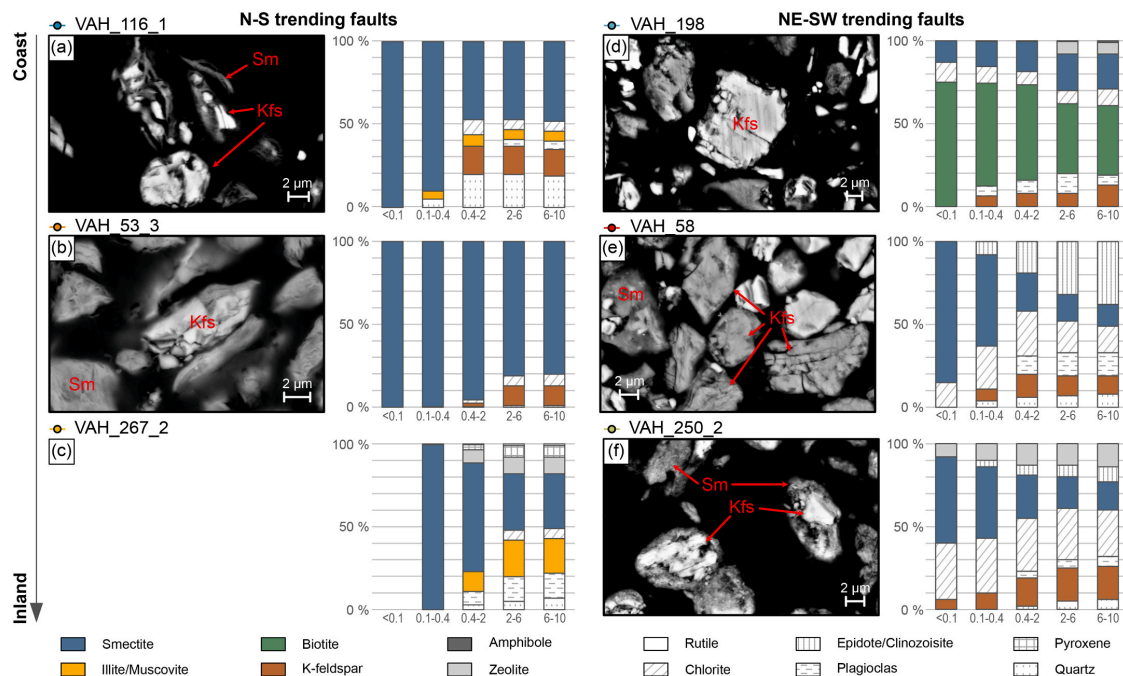 N-S trending faults
NE-SW trending faults
Coast
Inland
VAH_116_1
(a)
Sm
Kfs
2 µm
100 %
50 %
0 %
<0.1 0.1-0.4 0.4-2 2-6 6-10
VAH_198
(d)
Kfs
2 µm
100 %
50 %
0 %
<0.1 0.1-0.4 0.4-2 2-6 6-10
VAH_53_3
(b)
Kfs
Sm
2 µm
100 %
50 %
0 %
<0.1 0.1-0.4 0.4-2 2-6 6-10
VAH_58
(e)
Sm
Kfs
2 µm
100 %
50 %
0 %
<0.1 0.1-0.4 0.4-2 2-6 6-10
VAH_267_2
(c)
100 %
50 %
0 %
<0.1 0.1-0.4 0.4-2 2-6 6-10
VAH_250_2
(f)
Sm
Kfs
2 µm
100 %
50 %
0 %
<0.1 0.1-0.4 0.4-2 2-6 6-10
Smectite Biotite Amphibole Rutile Epidote/Clinozoisite Pyroxene
Illite/Muscovite K-feldspar Zeolite Chlorite Plagioclas Quartz